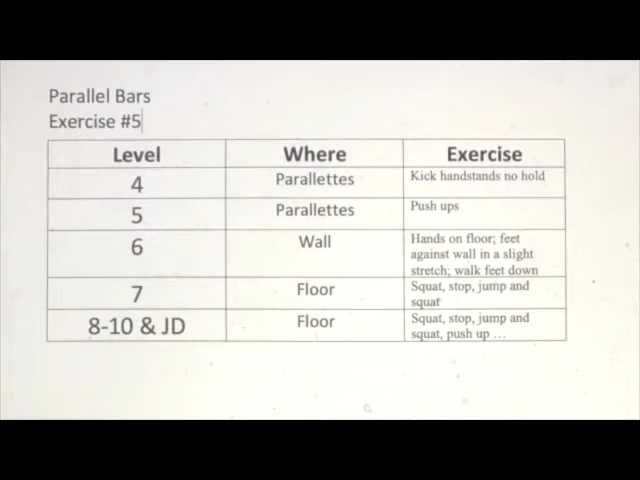 Parallel Bars
Exercise #5
Level Where Exercise
4 Parallettes Kick handstands no hold
5 Parallettes Push ups
6 Wall Hands on floor; feet
against wall in a slight
stretch; walk feet down
7 Floor Squat, stop, jump and
squat
8-10 & JD Floor Squat, stop, jump and
squat, push up ...